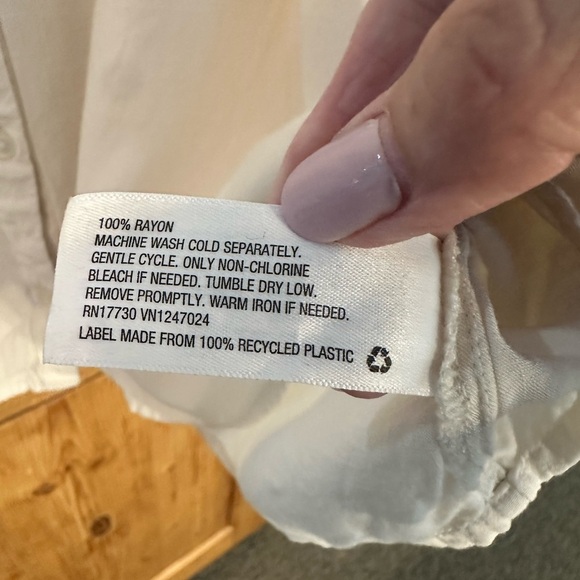 100% RAYON
MACHINE WASH COLD SEPARATELY.
GENTLE CYCLE. ONLY NON-CHLORINE
BLEACH IF NEEDED. TUMBLE DRY LOW.
REMOVE PROMPTLY. WARM IRON IF NEEDED.
RN17730 VN1247024
LABEL MADE FROM 100% RECYCLED PLASTIC